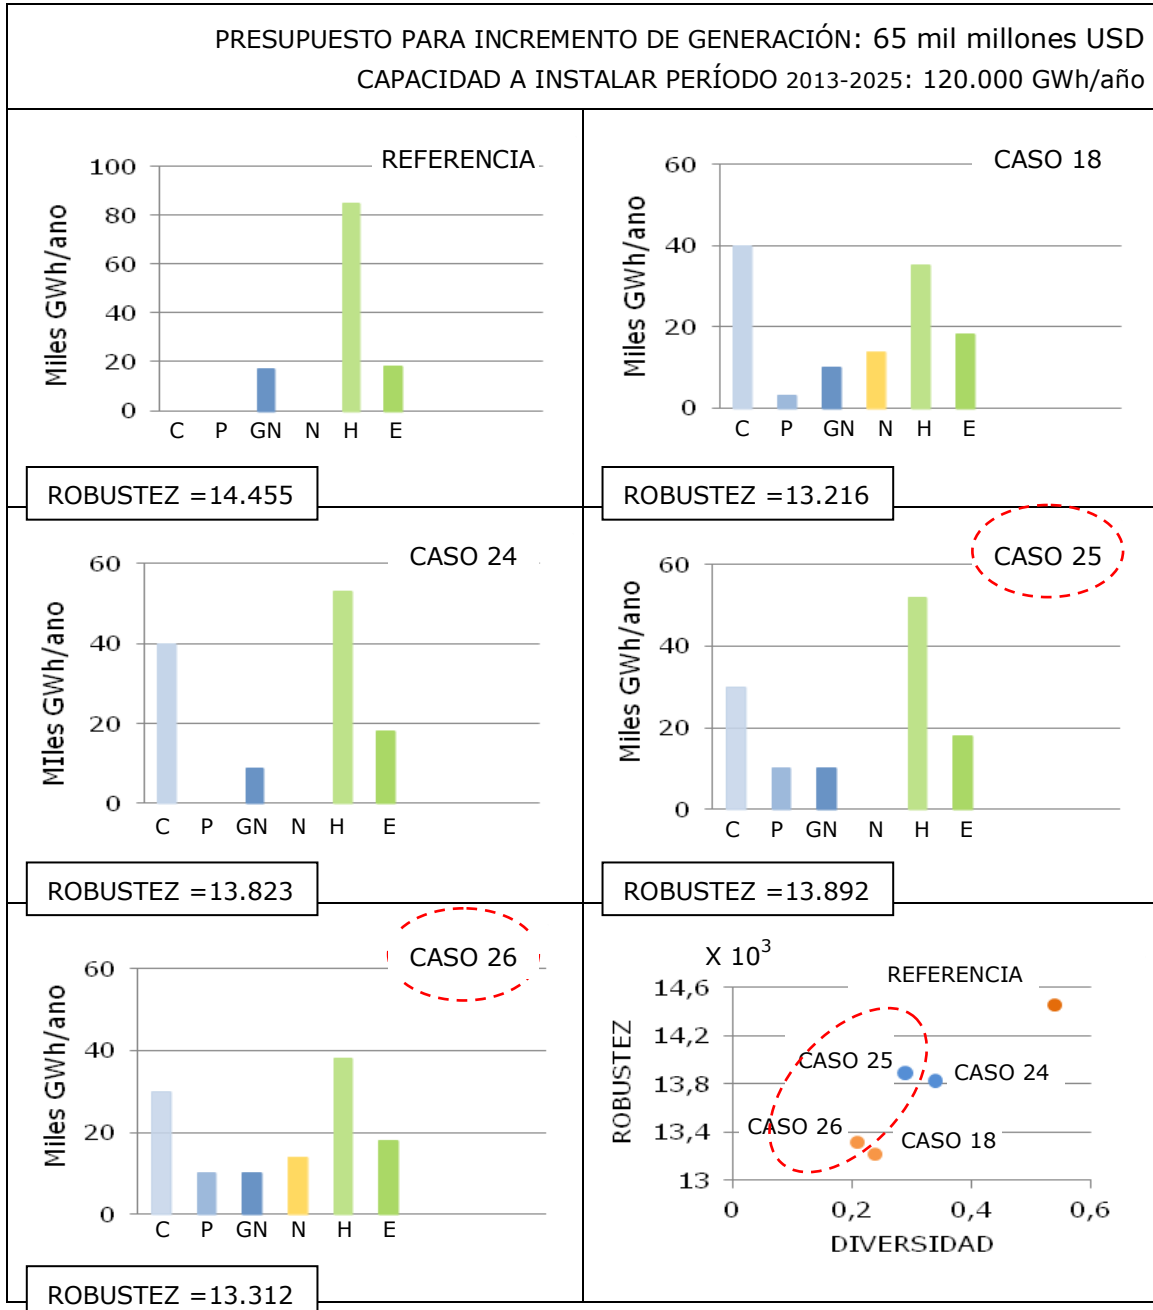 PRESUPUESTO PARA INCREMENTO DE GENERACIÓN: 65 mil millones USD
CAPACIDAD A INSTALAR PERÍODO 2013-2025: 120.000 GWh/año
REFERENCIA
Miles GWh/ano
100
80
60
40
20
0
C P GN N H E
ROBUSTEZ =14.455
CASO 18
Miles GWh/ano
60
40
20
0
C P GN N H E
ROBUSTEZ =13.216
CASO 24
MIles GWh/ano
60
40
20
0
C P GN N H E
ROBUSTEZ =13.823
CASO 25
Miles GWh/ano
60
40
20
0
C P GN N H E
ROBUSTEZ =13.892
CASO 26
Miles GWh/ano
60
40
20
0
C P GN N H E
ROBUSTEZ =13.312
X 10³
REFERENCIA
ROBUSTEZ
14,6
14,2
13,8
13,4
13
CASO 25
CASO 24
CASO 26
CASO 18
0 0,2 0,4 0,6
DIVERSIDAD